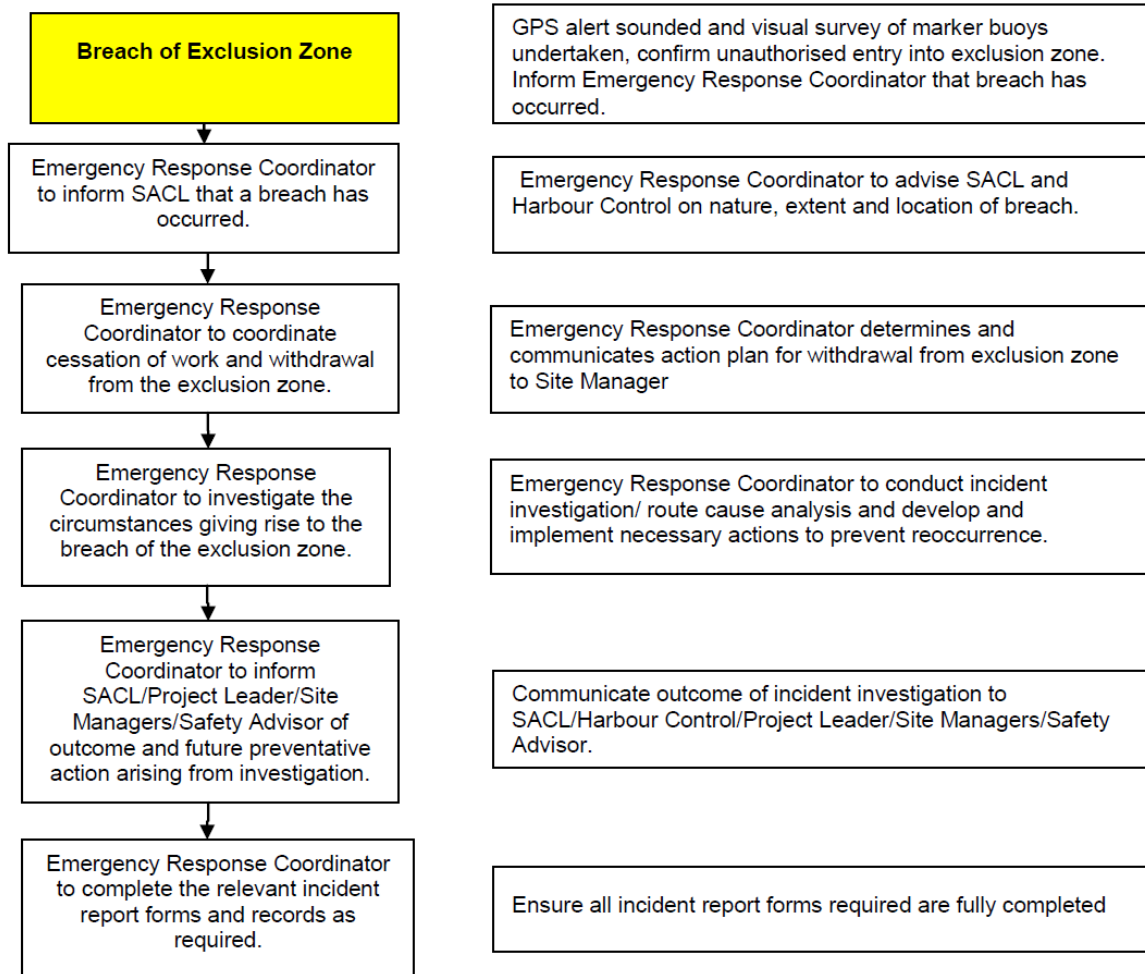 Breach of Exclusion Zone
GPS alert sounded and visual survey of marker buoys
undertaken, confirm unauthorised entry into exclusion zone.
Inform Emergency Response Coordinator that breach has
occurred.
Emergency Response Coordinator
to inform SACL that a breach has
occurred.
Emergency Response Coordinator to advise SACL and
Harbour Control on nature, extent and location of breach.
Emergency Response
Coordinator to coordinate
cessation of work and withdrawal
from the exclusion zone.
Emergency Response Coordinator determines and
communicates action plan for withdrawal from exclusion zone
to Site Manager
Emergency Response
Coordinator to investigate the
circumstances giving rise to the
breach of the exclusion zone.
Emergency Response Coordinator to conduct incident
investigation/ route cause analysis and develop and
implement necessary actions to prevent reoccurrence.
Emergency Response
Coordinator to inform
SACL/Project Leader/Site
Managers/Safety Advisor of
outcome and future preventative
action arising from investigation.
Communicate outcome of incident investigation to
SACL/Harbour Control/Project Leader/Site Managers/Safety
Advisor.
Emergency Response Coordinator
to complete the relevant incident
report forms and records as
required.
Ensure all incident report forms required are fully completed